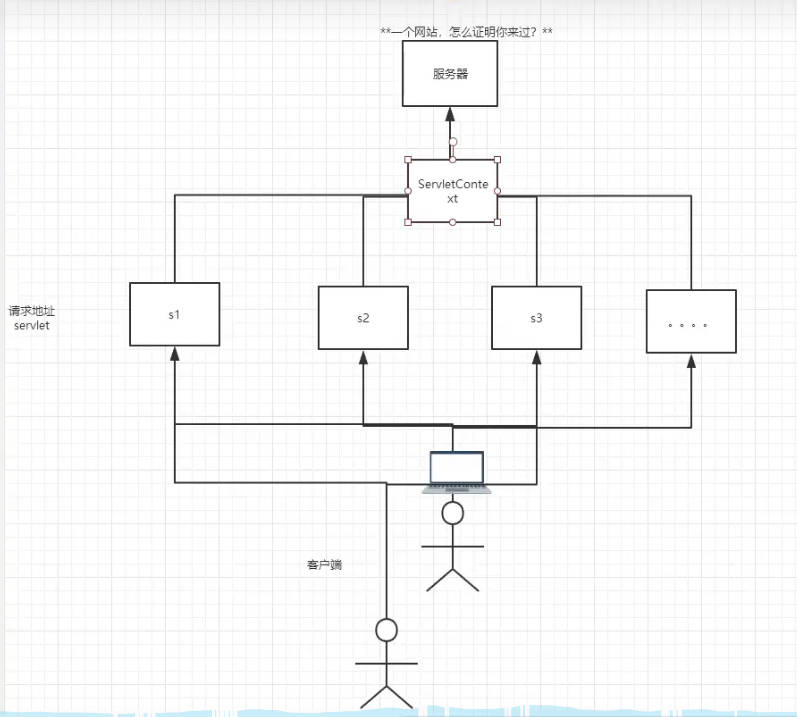 **一个网站，怎么证明你来过？**
服务器
ServletConte
xt
请求地址
servlet
s1
s2
s3
。。。。
客户端